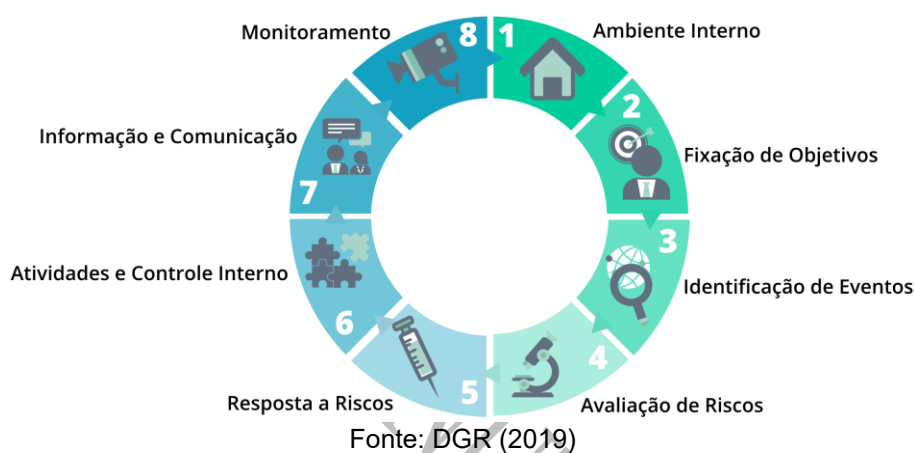 1
Ambiente Interno
2
Fixação de Objetivos
3
Identificação de Eventos
4
Avaliação de Riscos
5
Resposta a Riscos
6
Atividades e Controle Interno
7
Informação e Comunicação
8
Monitoramento
Fonte: DGR (2019)